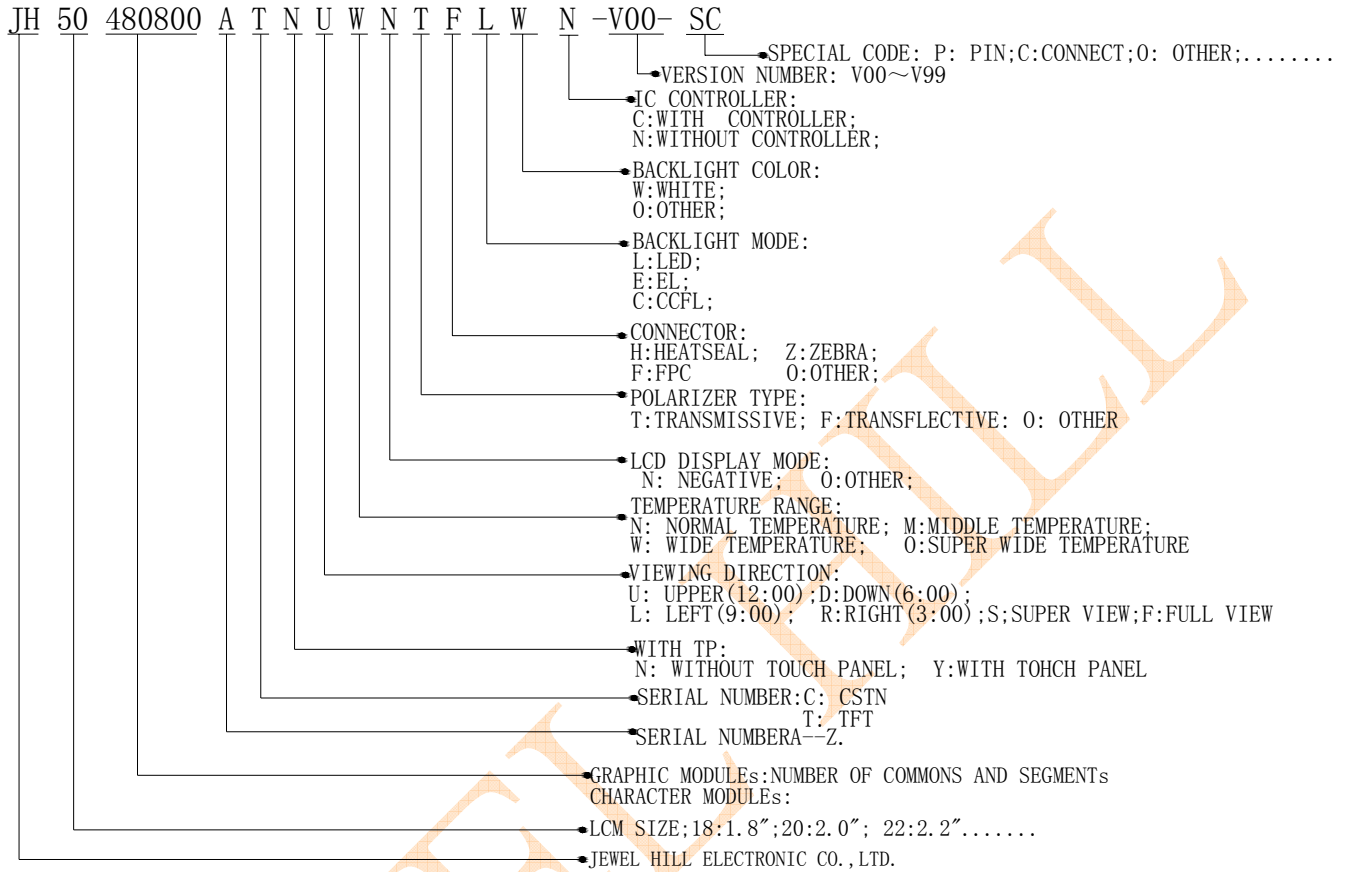 JH 50 480800 A T N U W N T F L W N -V00- SC
SPECIAL CODE: P: PIN;C:CONNECT;O: OTHER;........
VERSION NUMBER: V00～V99
IC CONTROLLER:
C:WITH CONTROLLER;
N:WITHOUT CONTROLLER;
BACKLIGHT COLOR:
W:WHITE;
O:OTHER;
BACKLIGHT MODE:
L:LED;
E:EL;
C:CCFL;
CONNECTOR:
H:HEATSEAL; Z:ZEBRA;
F:FPC O:OTHER;
POLARIZER TYPE:
T:TRANSMISSIVE; F:TRANSFLECTIVE: O: OTHER
LCD DISPLAY MODE:
N: NEGATIVE; O:OTHER;
TEMPERATURE RANGE:
N: NORMAL TEMPERATURE; M:MIDDLE TEMPERATURE;
W: WIDE TEMPERATURE; O:SUPER WIDE TEMPERATURE
VIEWING DIRECTION:
U: UPPER(12:00);D:DOWN(6:00);
L: LEFT(9:00); R:RIGHT(3:00);S;SUPER VIEW;F:FULL VIEW
WITH TP:
N: WITHOUT TOUCH PANEL; Y:WITH TOHCH PANEL
SERIAL NUMBER:C: CSTN
T: TFT
SERIAL NUMBERA--Z.
GRAPHIC MODULEs:NUMBER OF COMMONS AND SEGMENTs
CHARACTER MODULEs:
LCM SIZE;18:1.8″;20:2.0″; 22:2.2″.......
JEWEL HILL ELECTRONIC CO.,LTD.
EL HILL